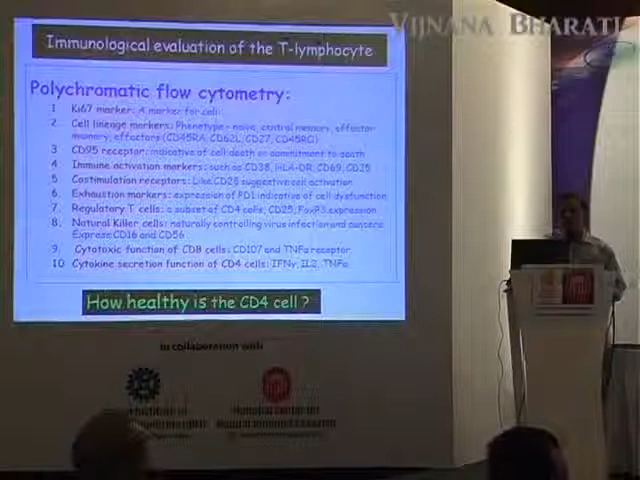 VIJNANA BHARATI
Immunological evaluation of the T-lymphocyte
Polychromatic flow cytometry:
1 Ki67 marker: A marker for cell
2. Cell lineage markers: Phenotype - naive, central memory, effector
memory, effectors (CD45RA, CD62L, CD27, CD45RO)
3 CD95 receptor: indicative of cell death or commitment to death
4 Immune activation markers: such as CD38, HLA-DR, CD69, CD25
5 Costimulation receptors: Like CD28 suggestive cell activation
6. Exhaustion markers: expression of PD1 indicative of cell dysfunction
7. Regulatory T cells: a subset of CD4 cells, CD25, FoxP3 expression
8. Natural Killer cells: naturally controlling virus infection and cancers
Express CD16 and CD56
9. Cytotoxic function of CD8 cells: CD107 and TNFa receptor
10 Cytokine secretion function of CD4 cells: IFNγ, IL2, TNFa
How healthy is the CD4 cell ?
In collaboration with
Institute of